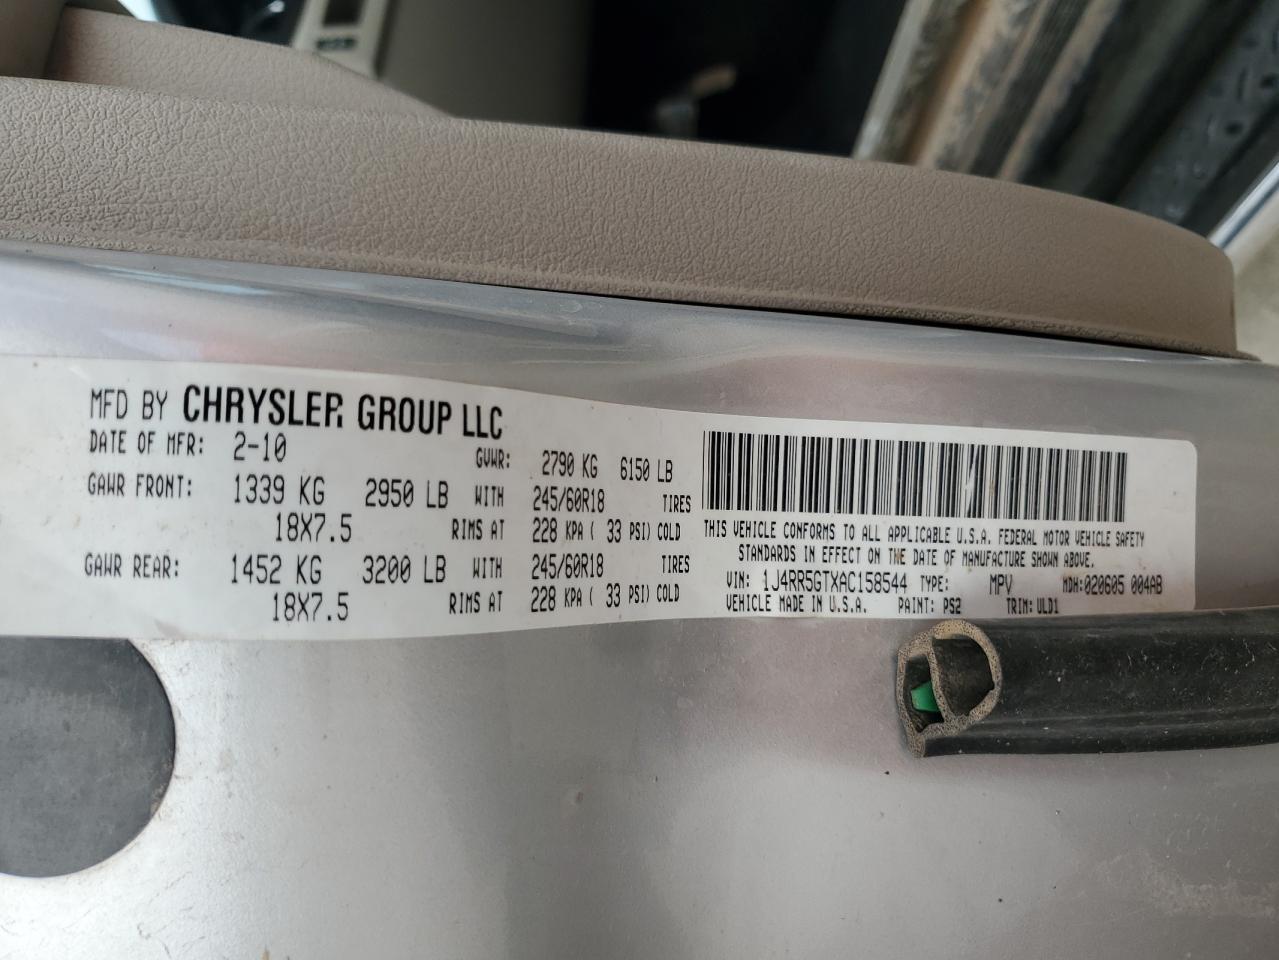 MFD BY CHRYSLER GROUP LLC
DATE OF MFR: 2-10 GVWR: 2790 KG 6150 LB
GAWR FRONT: 1339 KG 2950 LB WITH 245/60R18 TIRES
18X7.5 RIMS AT 228 KPA ( 33 PSI) COLD
GAWR REAR: 1452 KG 3200 LB WITH 245/60R18 TIRES
18X7.5 RIMS AT 228 KPA ( 33 PSI) COLD
THIS VEHICLE CONFORMS TO ALL APPLICABLE U.S.A. FEDERAL MOTOR VEHICLE SAFETY
STANDARDS IN EFFECT ON THE DATE OF MANUFACTURE SHOWN ABOVE.
VIN: 1J4RR5GTXAC158544 TYPE: MPV MDH:020605 004AB
VEHICLE MADE IN U.S.A. PAINT: PS2 TRIM: ULD1